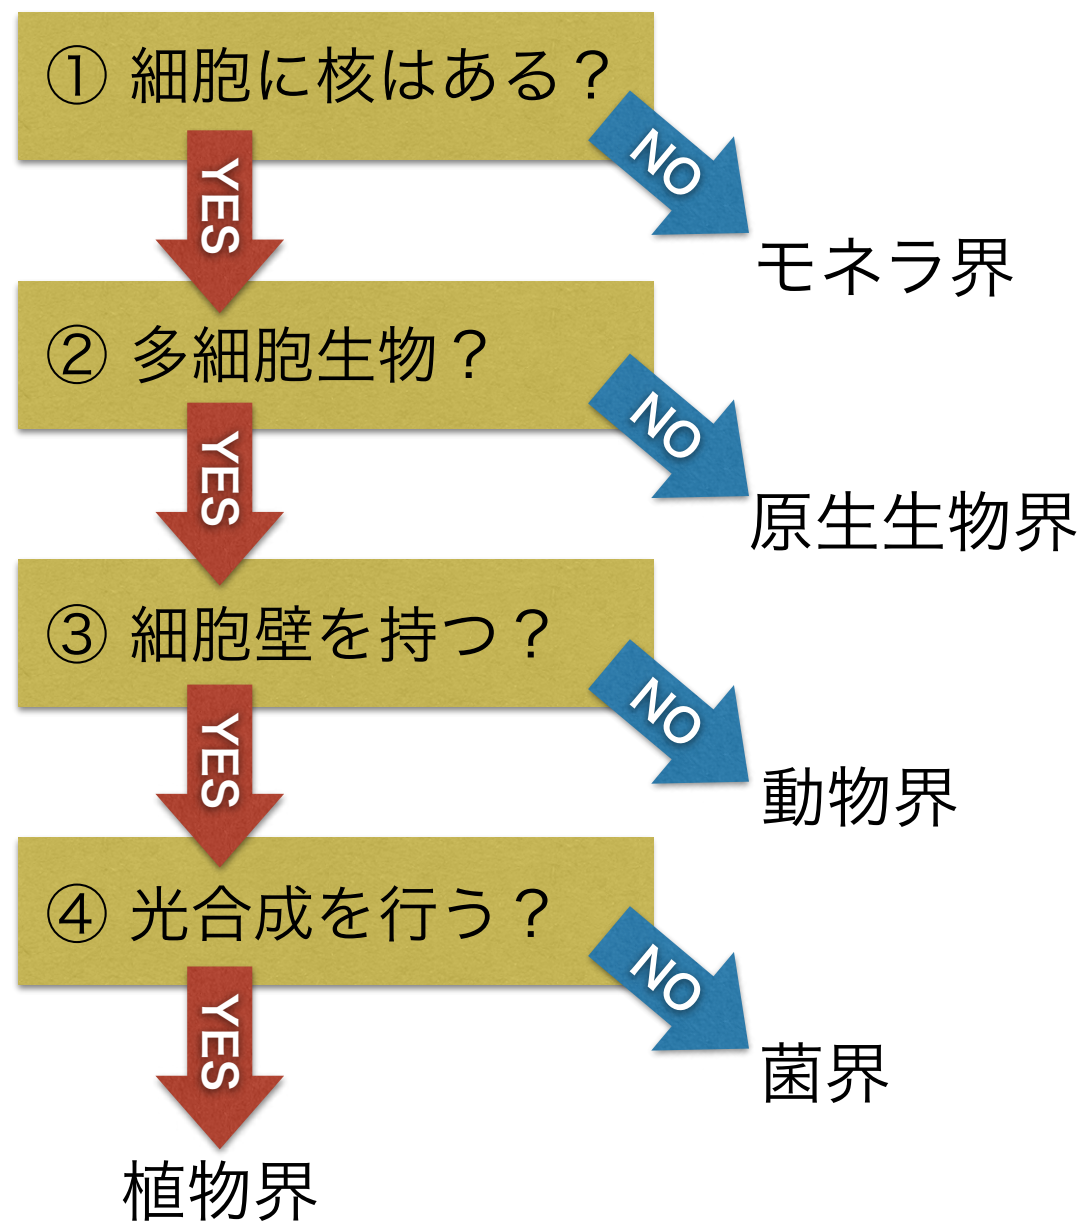 ① 細胞に核はある？
NO
YES
モネラ界
② 多細胞生物？
NO
YES
原生生物界
③ 細胞壁を持つ？
NO
YES
動物界
④ 光合成を行う？
NO
YES
菌界
植物界